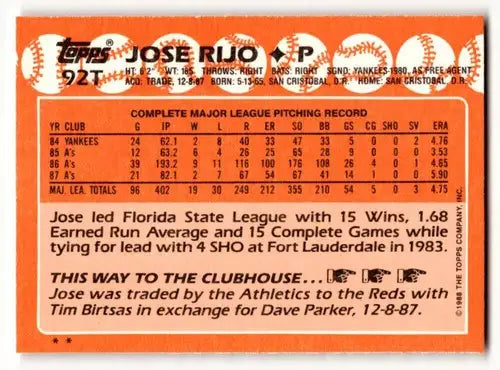 Topps JOSE RIJO ✦ P
92T HT: 6'2" WT: 185 THROWS: RIGHT BATS: RIGHT SGND: YANKEES-1980, AS FREE AGENT
ACQ: TRADE, 12-8-87 BORN: 5-13-65, SAN CRISTOBAL, D.R. HOME: SAN CRISTOBAL, D.R.
COMPLETE MAJOR LEAGUE PITCHING RECORD
YR CLUB G IP W L R ER SO BB GS CG SHO SV ERA
84 YANKEES 24 62.1 2 8 40 33 47 33 5 0 0 2 4.76
85 A's 12 63.2 6 4 26 25 65 28 9 0 0 0 3.53
86 A's 39 193.2 9 11 116 100 176 108 26 4 0 1 4.65
87 A's 21 82.1 2 7 67 54 67 41 14 1 0 0 5.90
MAJ. LEA. TOTALS 96 402 19 30 249 212 355 210 54 5 0 3 4.75
Jose led Florida State League with 15 Wins, 1.68
Earned Run Average and 15 Complete Games while
tying for lead with 4 SHO at Fort Lauderdale in 1983.
THIS WAY TO THE CLUBHOUSE...
Jose was traded by the Athletics to the Reds with
Tim Birtsas in exchange for Dave Parker, 12-8-87.
* *
©1988 THE TOPPS COMPANY, INC.